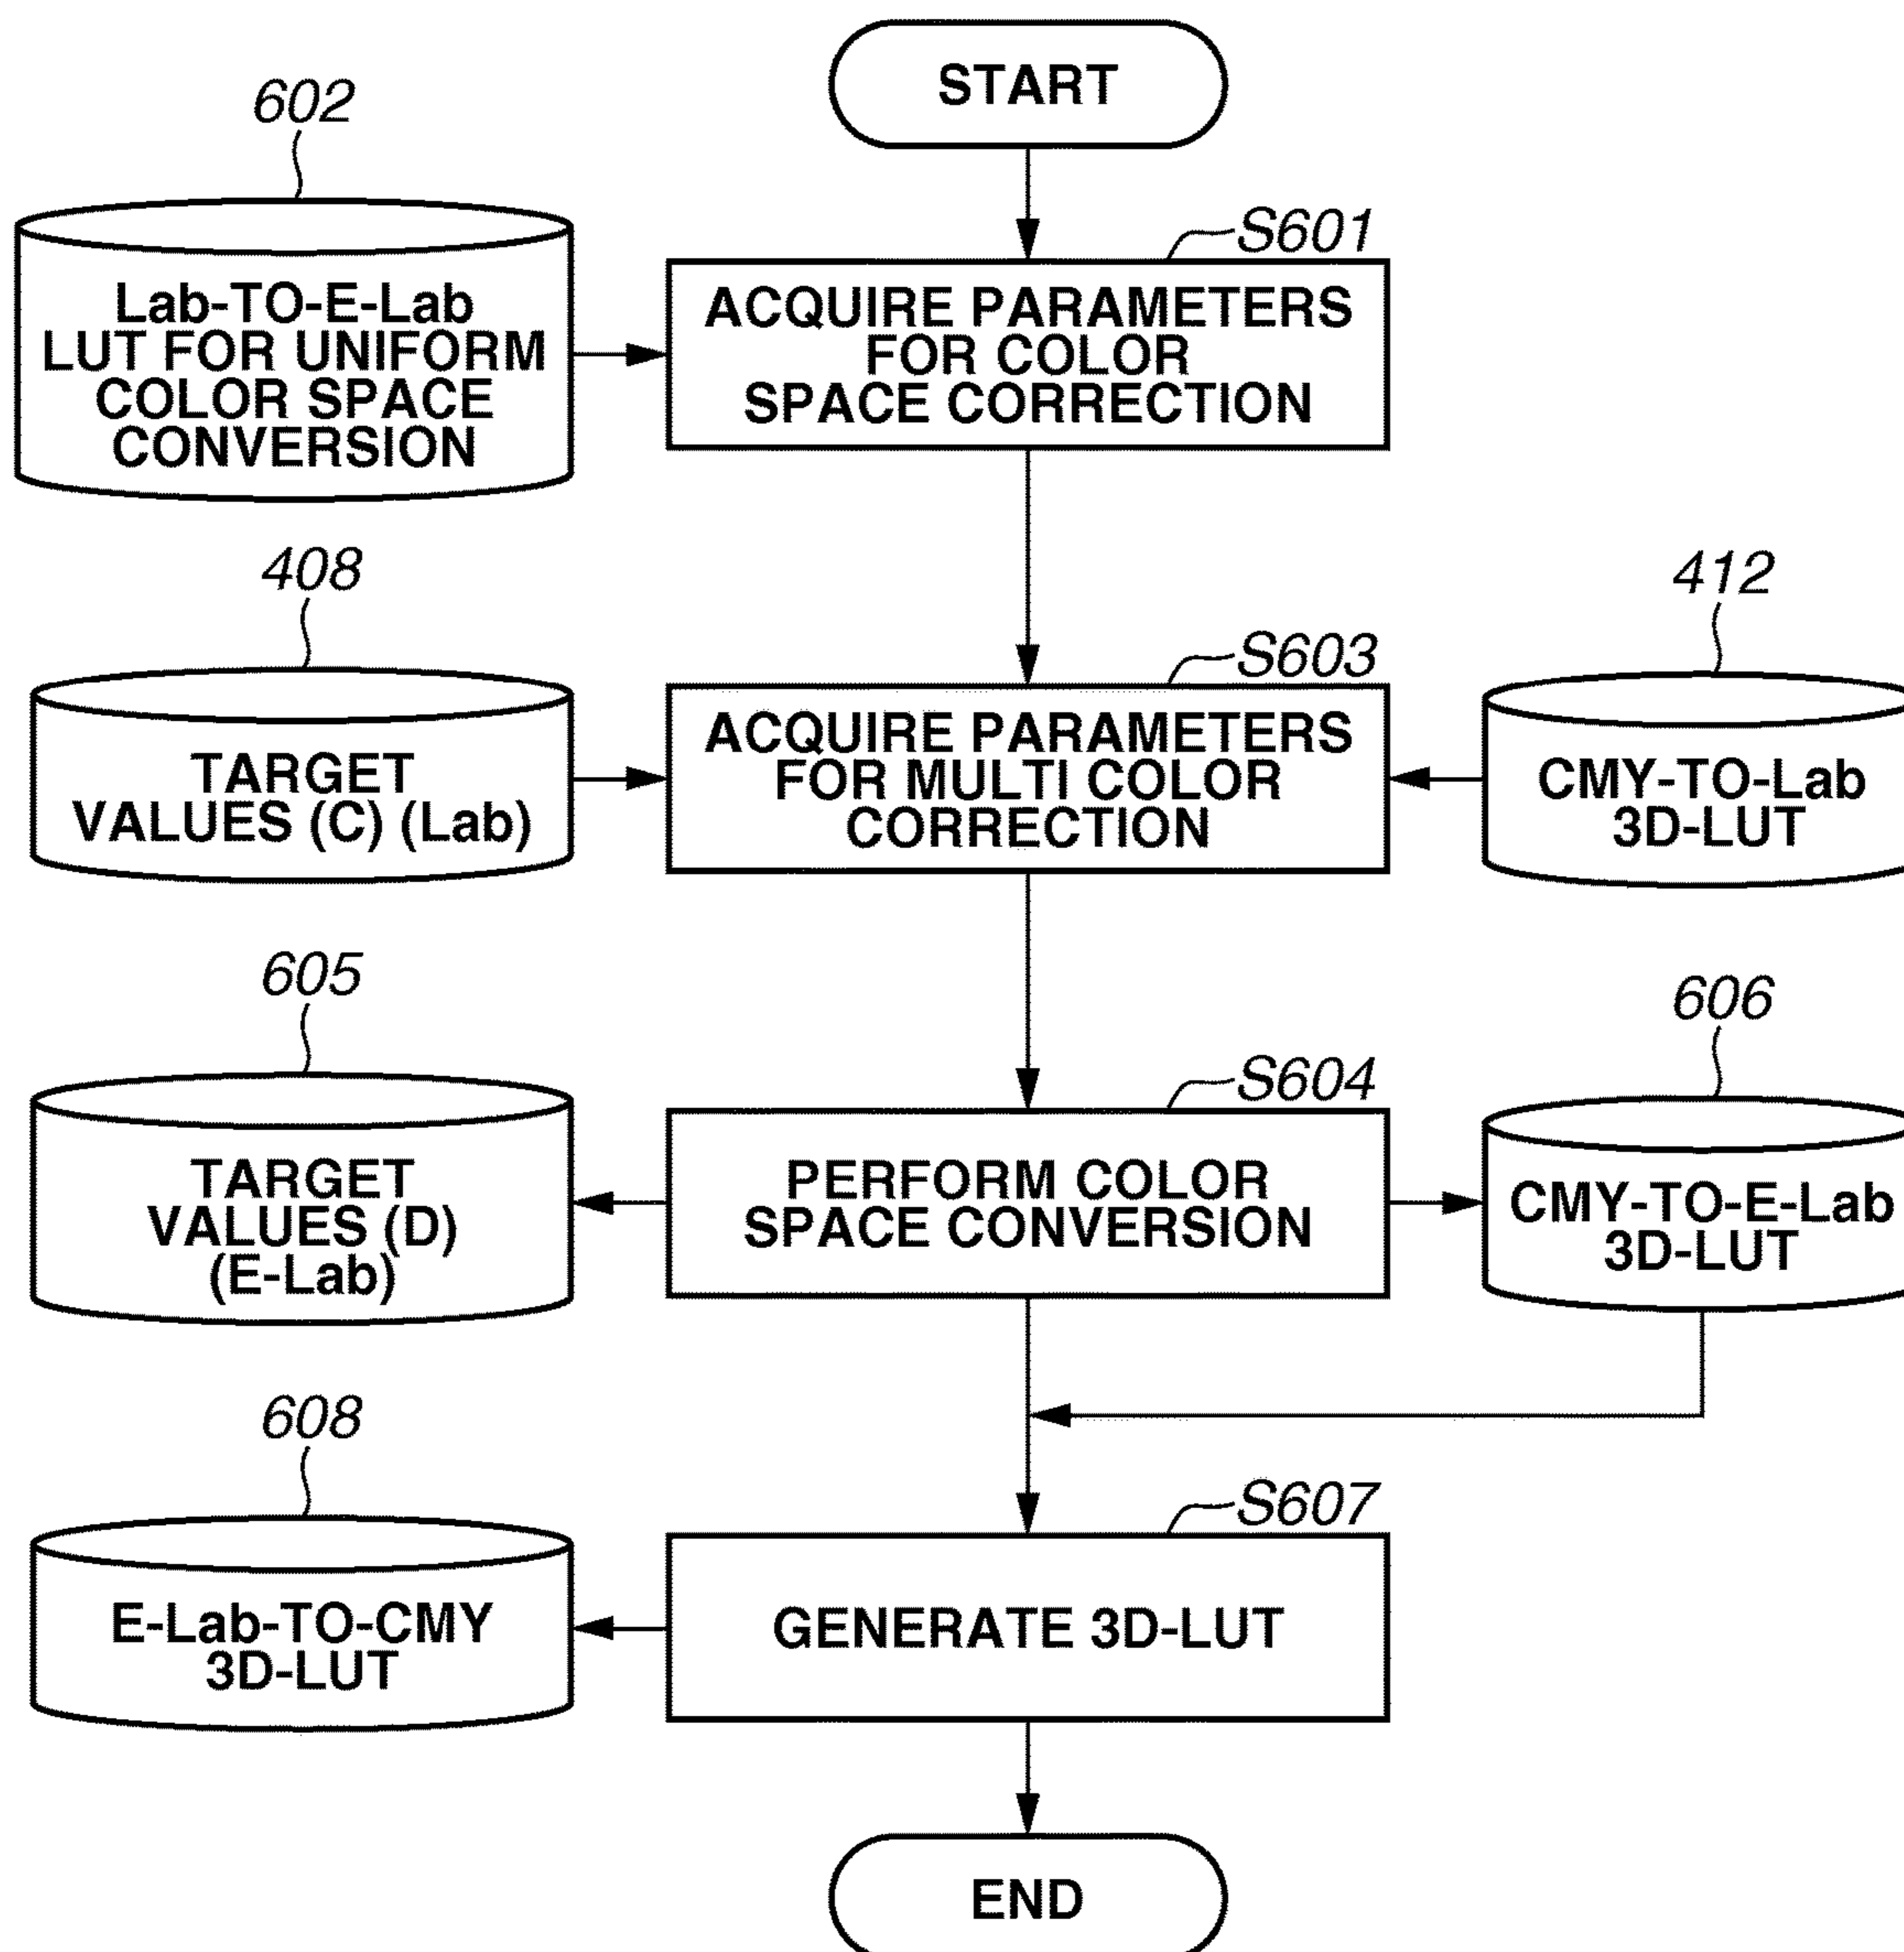 START
602
Lab-TO-E-Lab
LUT FOR UNIFORM
COLOR SPACE
CONVERSION
S601
ACQUIRE PARAMETERS
FOR COLOR
SPACE CORRECTION
408
TARGET
VALUES (C) (Lab)
S603
ACQUIRE PARAMETERS
FOR MULTI COLOR
CORRECTION
412
CMY-TO-Lab
3D-LUT
605
TARGET
VALUES (D)
(E-Lab)
S604
PERFORM COLOR
SPACE CONVERSION
606
CMY-TO-E-Lab
3D-LUT
608
E-Lab-TO-CMY
3D-LUT
S607
GENERATE 3D-LUT
END